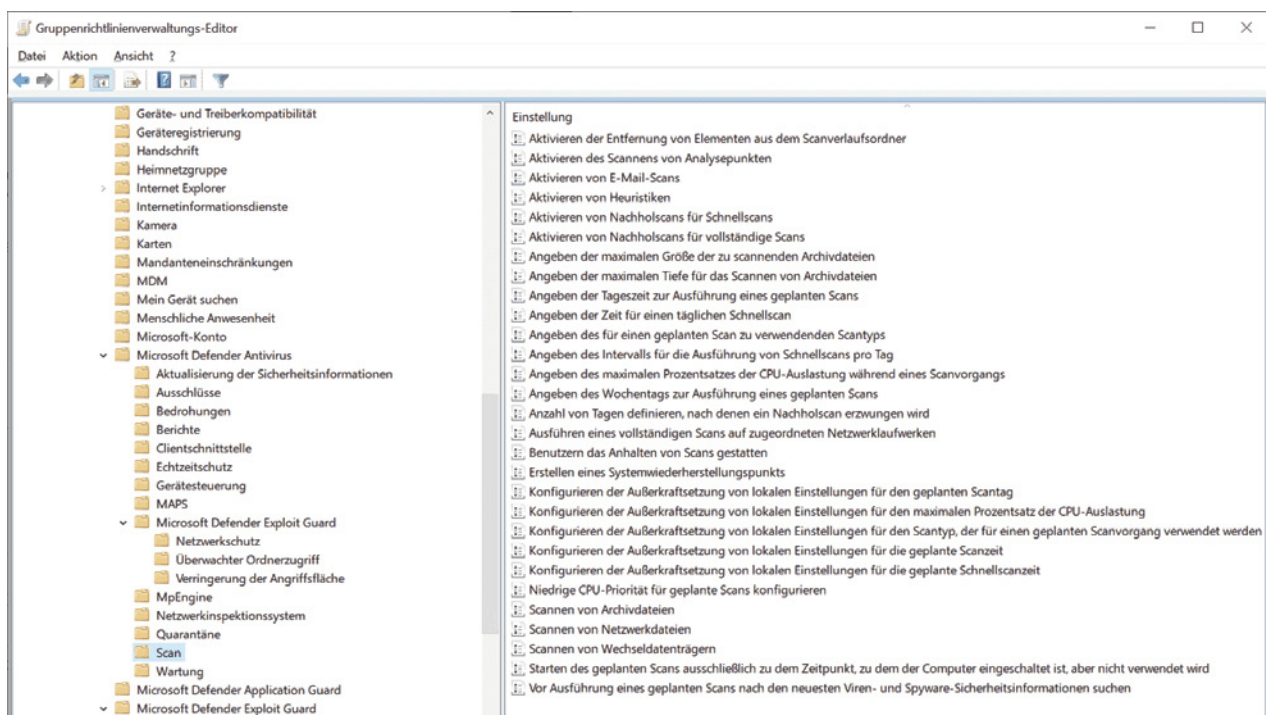 Gruppenrichtlinienverwaltungs-Editor
Datei Aktion Ansicht ?
Geräte- und Treiberkompatibilität
Geräteregistrierung
Handschrift
Heimnetzgruppe
Internet Explorer
Internetinformationsdienste
Kamera
Karten
Mandanteneinschränkungen
MDM
Mein Gerät suchen
Menschliche Anwesenheit
Microsoft-Konto
Microsoft Defender Antivirus
Aktualisierung der Sicherheitsinformationen
Ausschlüsse
Bedrohungen
Berichte
Clientschnittstelle
Echtzeitschutz
Gerätesteuerung
MAPS
Microsoft Defender Exploit Guard
Netzwerkschutz
Überwachter Ordnerzugriff
Verringerung der Angriffsfläche
MpEngine
Netzwerkinspektionssystem
Quarantäne
Scan
Wartung
Microsoft Defender Application Guard
Microsoft Defender Exploit Guard
Einstellung
Aktivieren der Entfernung von Elementen aus dem Scanverlaufsordner
Aktivieren des Scannens von Analysepunkten
Aktivieren von E-Mail-Scans
Aktivieren von Heuristiken
Aktivieren von Nachholscans für Schnellscans
Aktivieren von Nachholscans für vollständige Scans
Angeben der maximalen Größe der zu scannenden Archivdateien
Angeben der maximalen Tiefe für das Scannen von Archivdateien
Angeben der Tageszeit zur Ausführung eines geplanten Scans
Angeben der Zeit für einen täglichen Schnellscan
Angeben des für einen geplanten Scan zu verwendenden Scantyps
Angeben des Intervalls für die Ausführung von Schnellscans pro Tag
Angeben des maximalen Prozentsatzes der CPU-Auslastung während eines Scanvorgangs
Angeben des Wochentags zur Ausführung eines geplanten Scans
Anzahl von Tagen definieren, nach denen ein Nachholscan erzwungen wird
Ausführen eines vollständigen Scans auf zugeordneten Netzwerklaufwerken
Benutzern das Anhalten von Scans gestatten
Erstellen eines Systemwiederherstellungspunkts
Konfigurieren der Außerkraftsetzung von lokalen Einstellungen für den geplanten Scantag
Konfigurieren der Außerkraftsetzung von lokalen Einstellungen für den maximalen Prozentsatz der CPU-Auslastung
Konfigurieren der Außerkraftsetzung von lokalen Einstellungen für den Scantyp, der für einen geplanten Scanvorgang verwendet werden
Konfigurieren der Außerkraftsetzung von lokalen Einstellungen für die geplante Scanzeit
Konfigurieren der Außerkraftsetzung von lokalen Einstellungen für die geplante Schnellscanzeit
Niedrige CPU-Priorität für geplante Scans konfigurieren
Scannen von Archivdateien
Scannen von Netzwerkdateien
Scannen von Wechseldatenträgern
Starten des geplanten Scans ausschließlich zu dem Zeitpunkt, zu dem der Computer eingeschaltet ist, aber nicht verwendet wird
Vor Ausführung eines geplanten Scans nach den neuesten Viren- und Spyware-Sicherheitsinformationen suchen